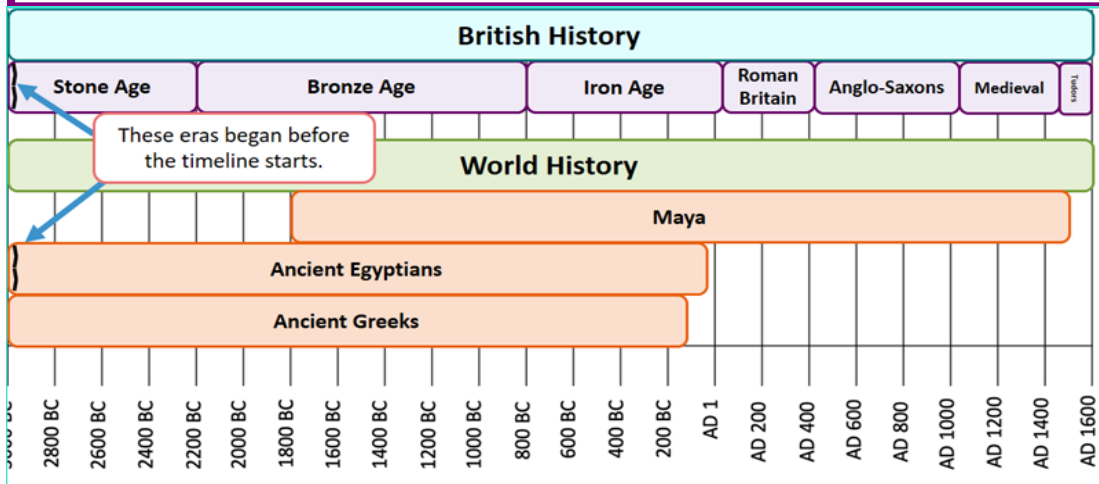 British History
Stone Age
Bronze Age
Iron Age
Roman
Britain
Anglo-Saxons
Medieval
Tudors
These eras began before
the timeline starts.
World History
Maya
Ancient Egyptians
Ancient Greeks
2800 BC
2600 BC
2400 BC
2200 BC
2000 BC
1800 BC
1600 BC
1400 BC
1200 BC
1000 BC
800 BC
600 BC
400 BC
200 BC
AD 1
AD 200
AD 400
AD 600
AD 800
AD 1000
AD 1200
AD 1400
AD 1600